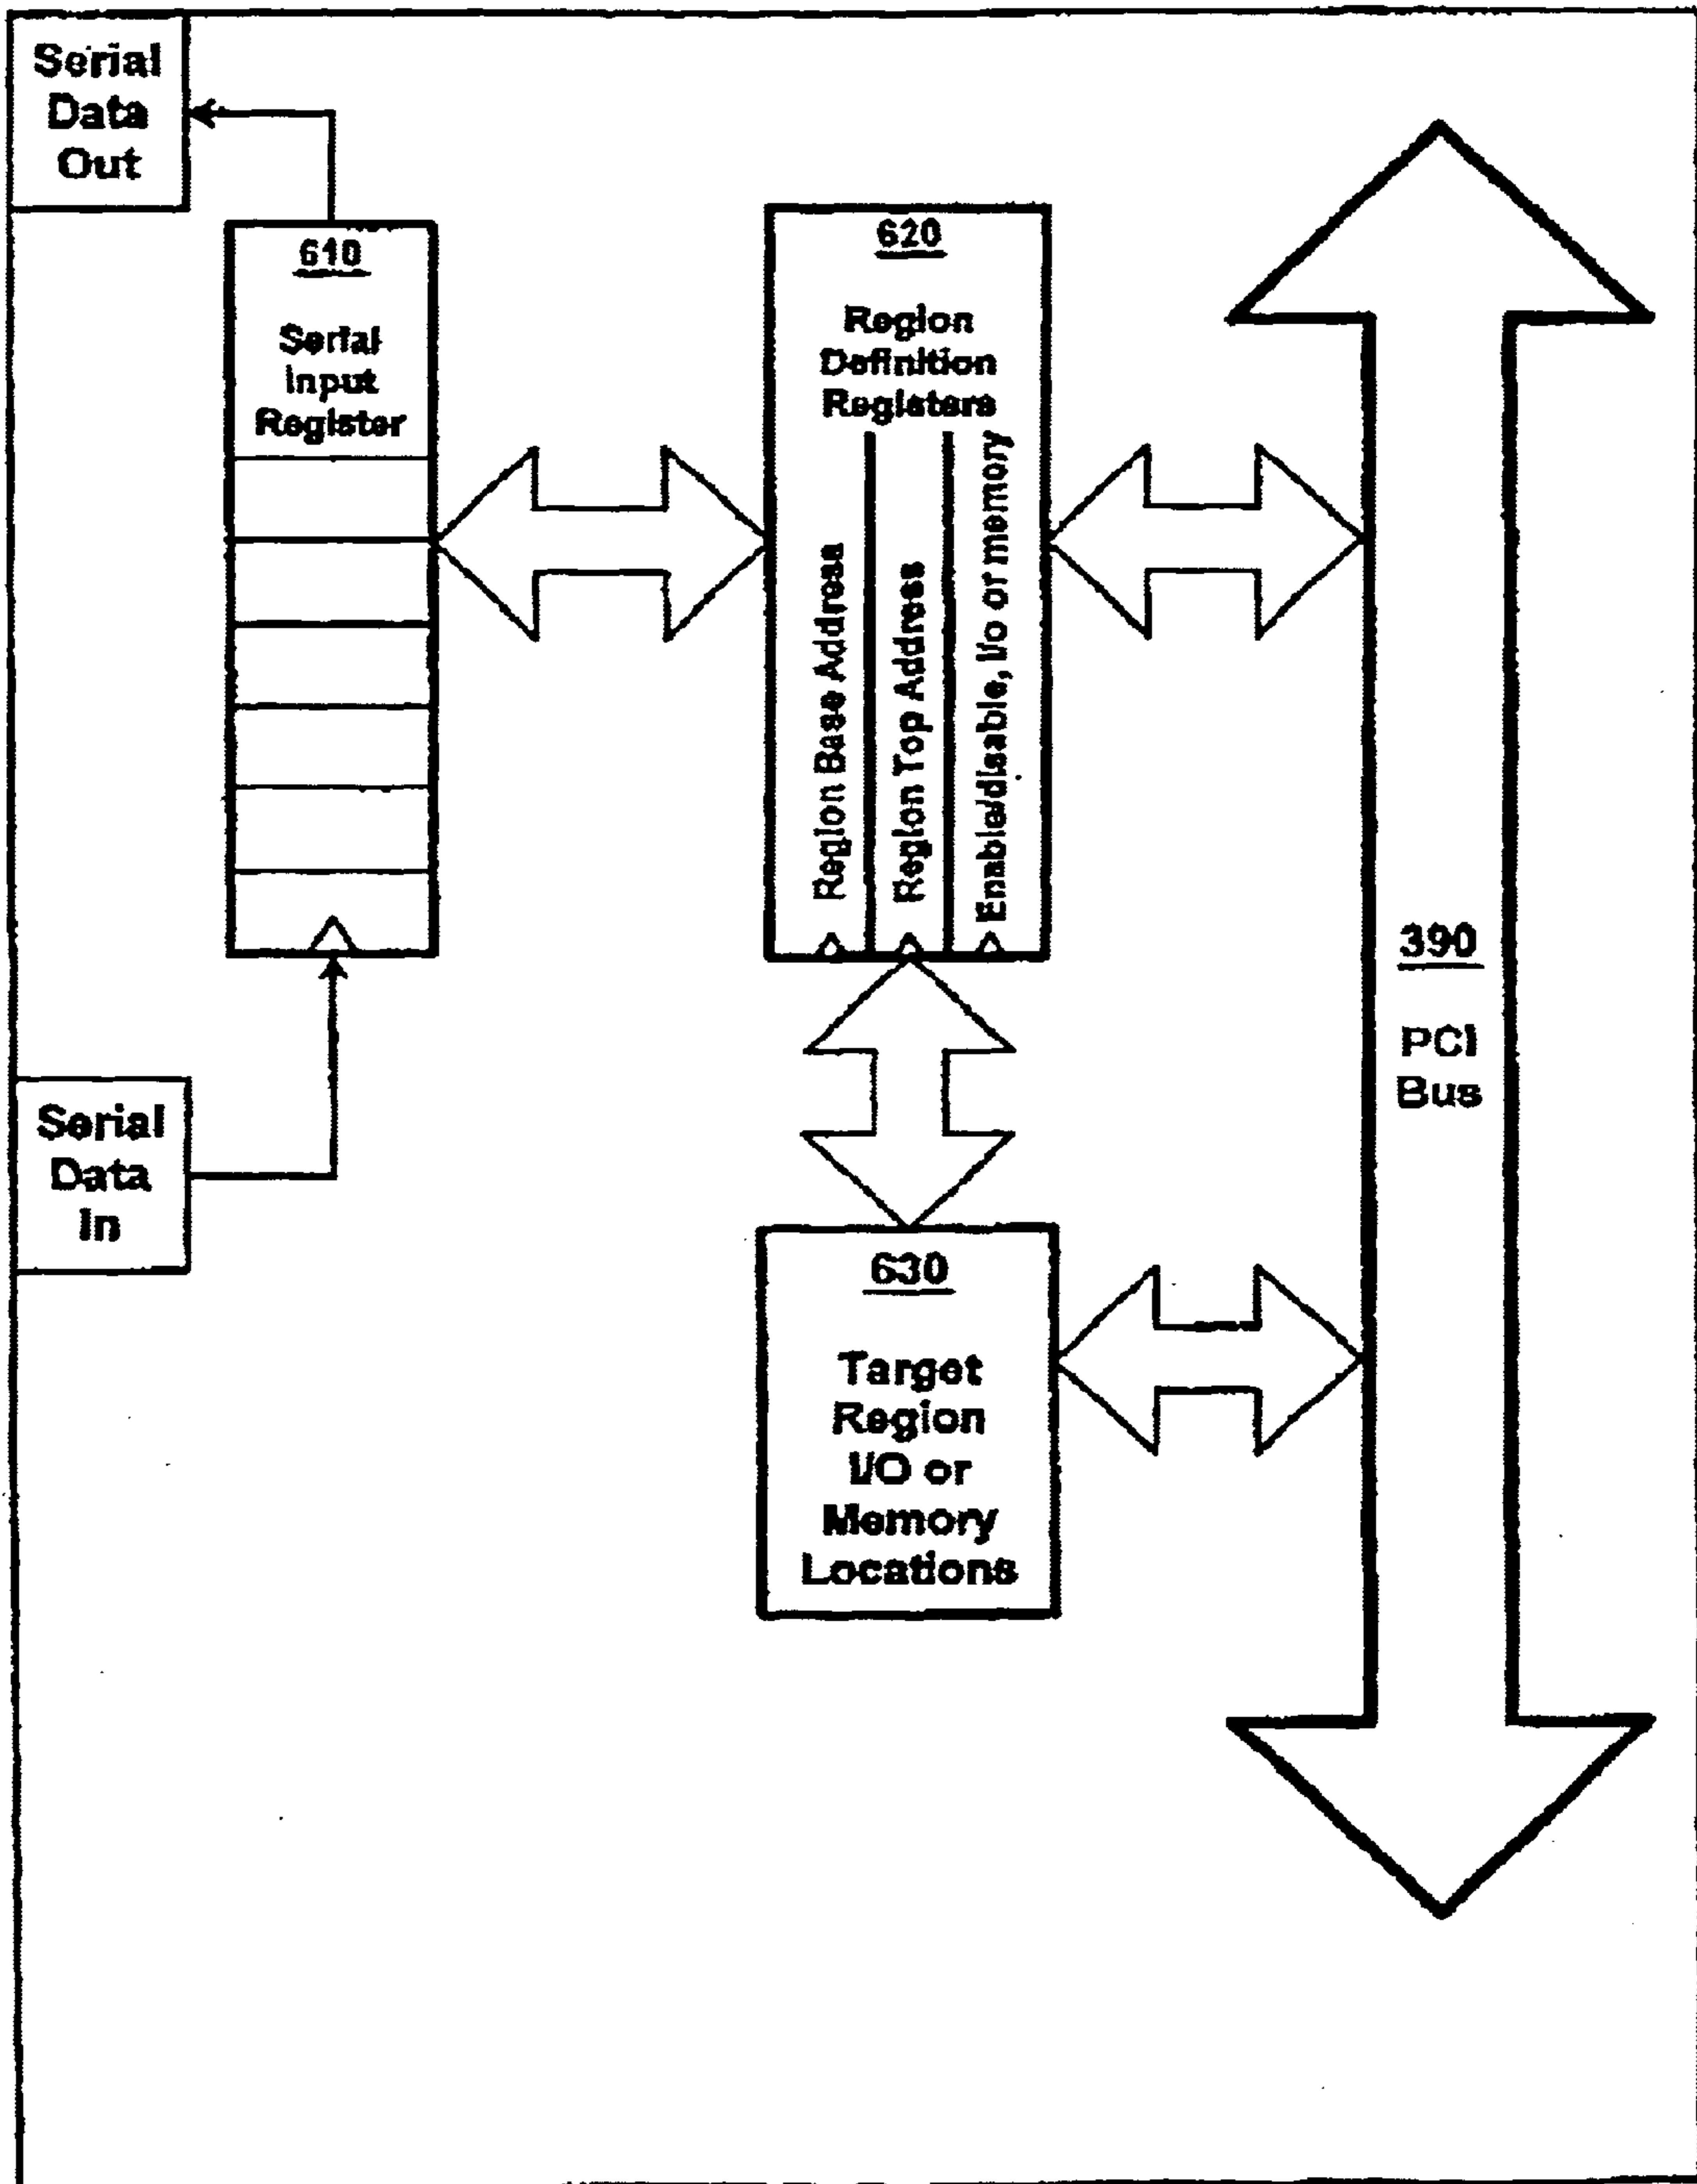 Serial
Data
Out
610
Serial
Input
Register
620
Region
Definition
Registers
Region Base Address
Region Top Address
Enable/disable, I/o or memory
390
PCI
Bus
Serial
Data
In
630
Target
Region
I/O or
Memory
Locations